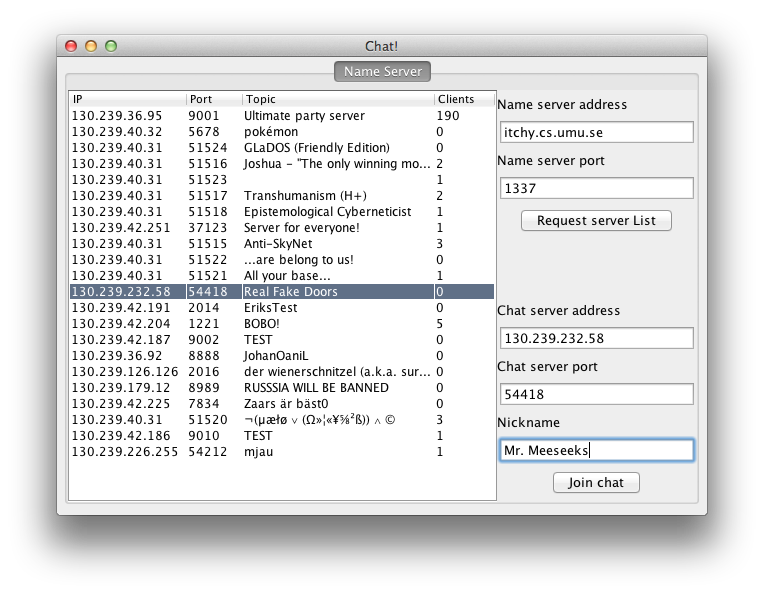 Chat!
Name Server
IP Port Topic Clients
130.239.36.95 9001 Ultimate party server 190
130.239.40.32 5678 pokémon 0
130.239.40.31 51524 GLaDOS (Friendly Edition) 0
130.239.40.31 51516 Joshua - "The only winning mo... 2
130.239.40.31 51523 1
130.239.40.31 51517 Transhumanism (H+) 2
130.239.40.31 51518 Epistemological Cyberneticist 1
130.239.42.251 37123 Server for everyone! 1
130.239.40.31 51515 Anti-SkyNet 3
130.239.40.31 51522 ...are belong to us! 0
130.239.40.31 51521 All your base... 1
130.239.232.58 54418 Real Fake Doors 0
130.239.42.191 2014 EriksTest 0
130.239.42.204 1221 BOBO! 5
130.239.42.187 9002 TEST 0
130.239.36.92 8888 JohanOaniL 0
130.239.126.126 2016 der wienerschnitzel (a.k.a. sur... 0
130.239.179.12 8989 RUSSSIA WILL BE BANNED 0
130.239.42.225 7834 Zaars är bäst0 0
130.239.40.31 51520 ¬(µæłø ∨ (Ω»¦«¥⅝²ß)) ∧ © 3
130.239.42.186 9010 TEST 1
130.239.226.255 54212 mjau 1
Name server address
itchy.cs.umu.se
Name server port
1337
Request server List
Chat server address
130.239.232.58
Chat server port
54418
Nickname
Mr. Meeseeks
Join chat